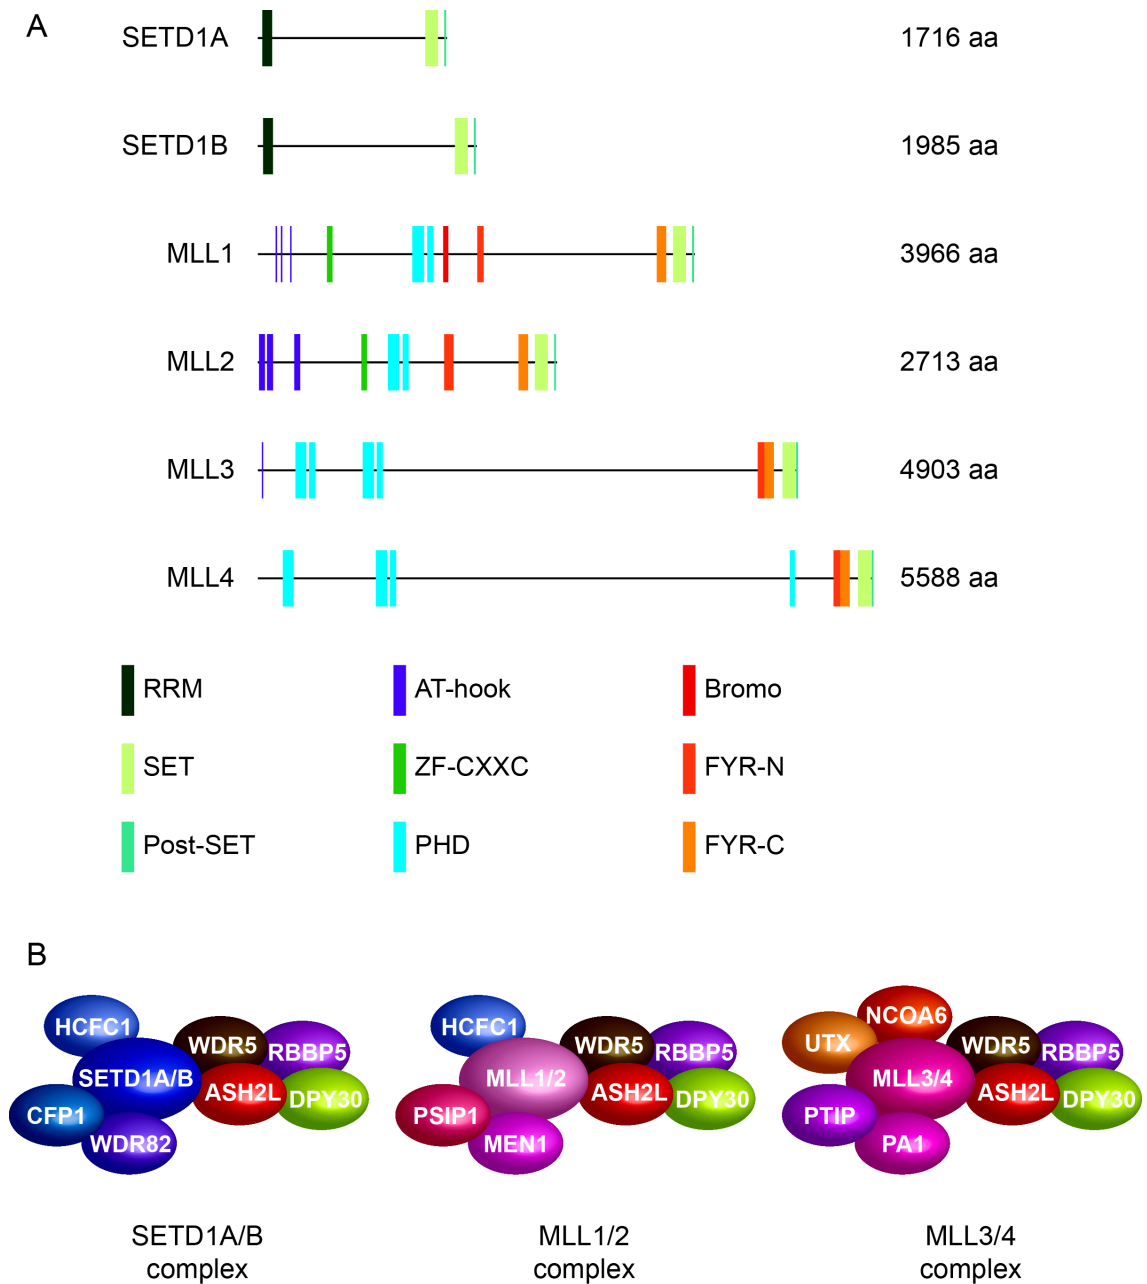 A
SETD1A 1716 aa
SETD1B 1985 aa
MLL1 3966 aa
MLL2 2713 aa
MLL3 4903 aa
MLL4 5588 aa
RRM AT-hook Bromo
SET ZF-CXXC FYR-N
Post-SET PHD FYR-C
B
HCFC1
WDR5
RBBP5
SETD1A/B
ASH2L
DPY30
CFP1
WDR82
SETD1A/B
complex
HCFC1
WDR5
RBBP5
MLL1/2
ASH2L
DPY30
PSIP1
MEN1
MLL1/2
complex
NCOA6
UTX
WDR5
RBBP5
MLL3/4
ASH2L
DPY30
PTIP
PA1
MLL3/4
complex